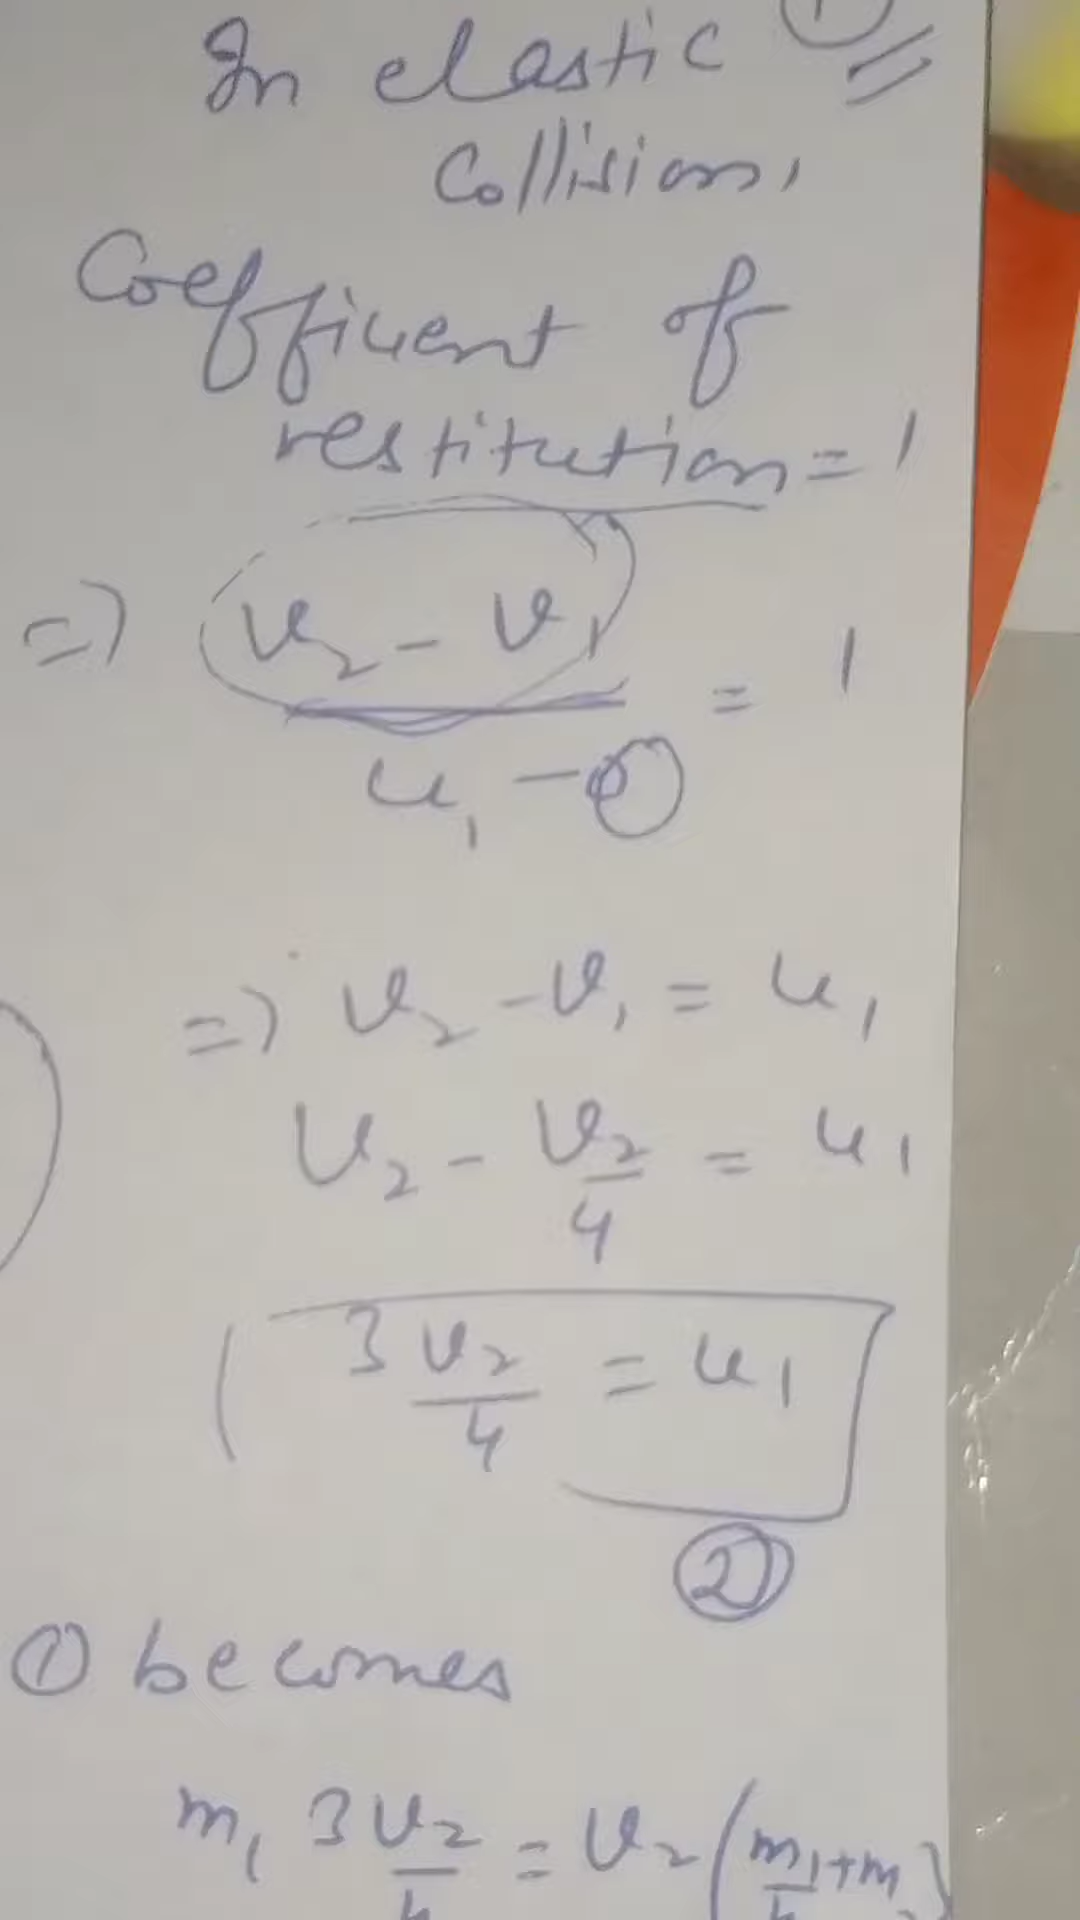 In elastic ①
Collision,
Coefficient of
restitution = 1
=> v₂ - v₁ / u₁ - 0 = 1
=> v₂ - v₁ = u₁
v₂ - v₂/4 = u₁
3v₂/4 = u₁
②
① becomes
m₁ 3v₂/4 = v₂ (m₁/4 + m₂)